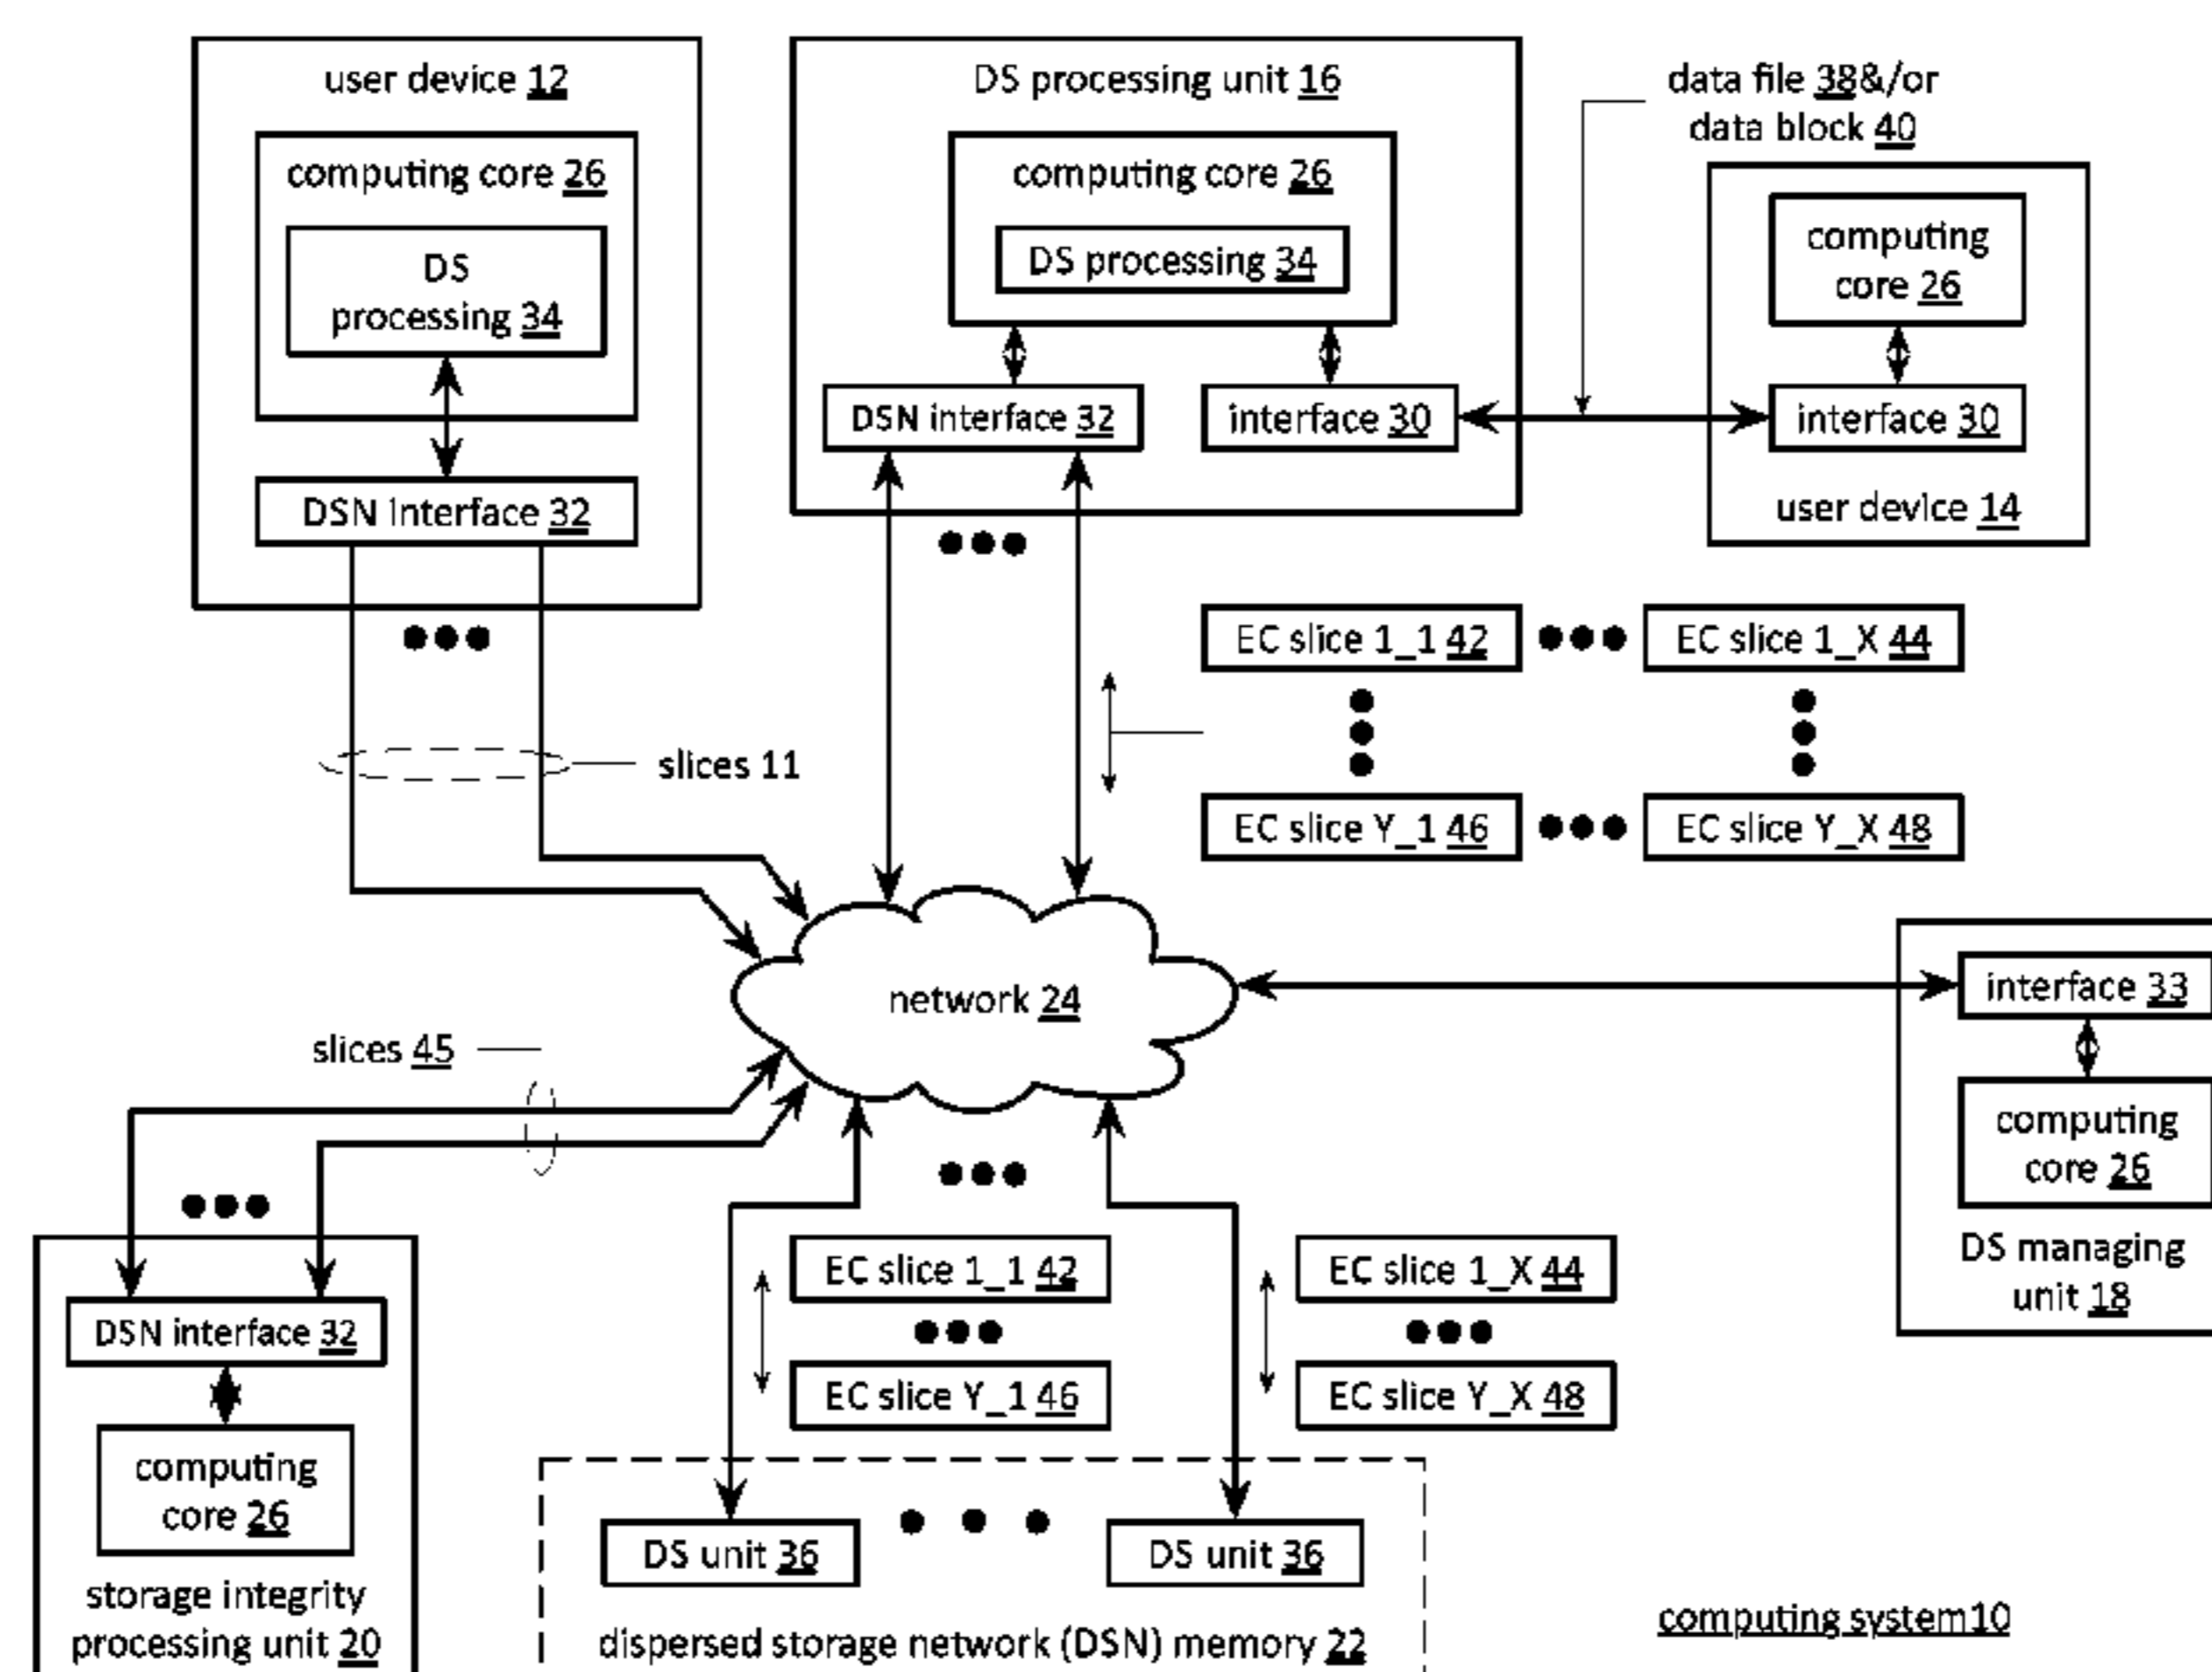 user device 12
computing core 26
DS
processing 34
DSN interface 32
DS processing unit 16
computing core 26
DS processing 34
DSN interface 32
interface 30
data file 38&/or
data block 40
computing
core 26
interface 30
user device 14
EC slice 1_1 42
EC slice 1_X 44
EC slice Y_1 46
EC slice Y_X 48
slices 11
network 24
interface 33
computing
core 26
DS managing
unit 18
slices 45
DSN interface 32
computing
core 26
storage integrity
processing unit 20
EC slice 1_1 42
EC slice Y_1 46
EC slice 1_X 44
EC slice Y_X 48
DS unit 36
DS unit 36
dispersed storage network (DSN) memory 22
computing system10